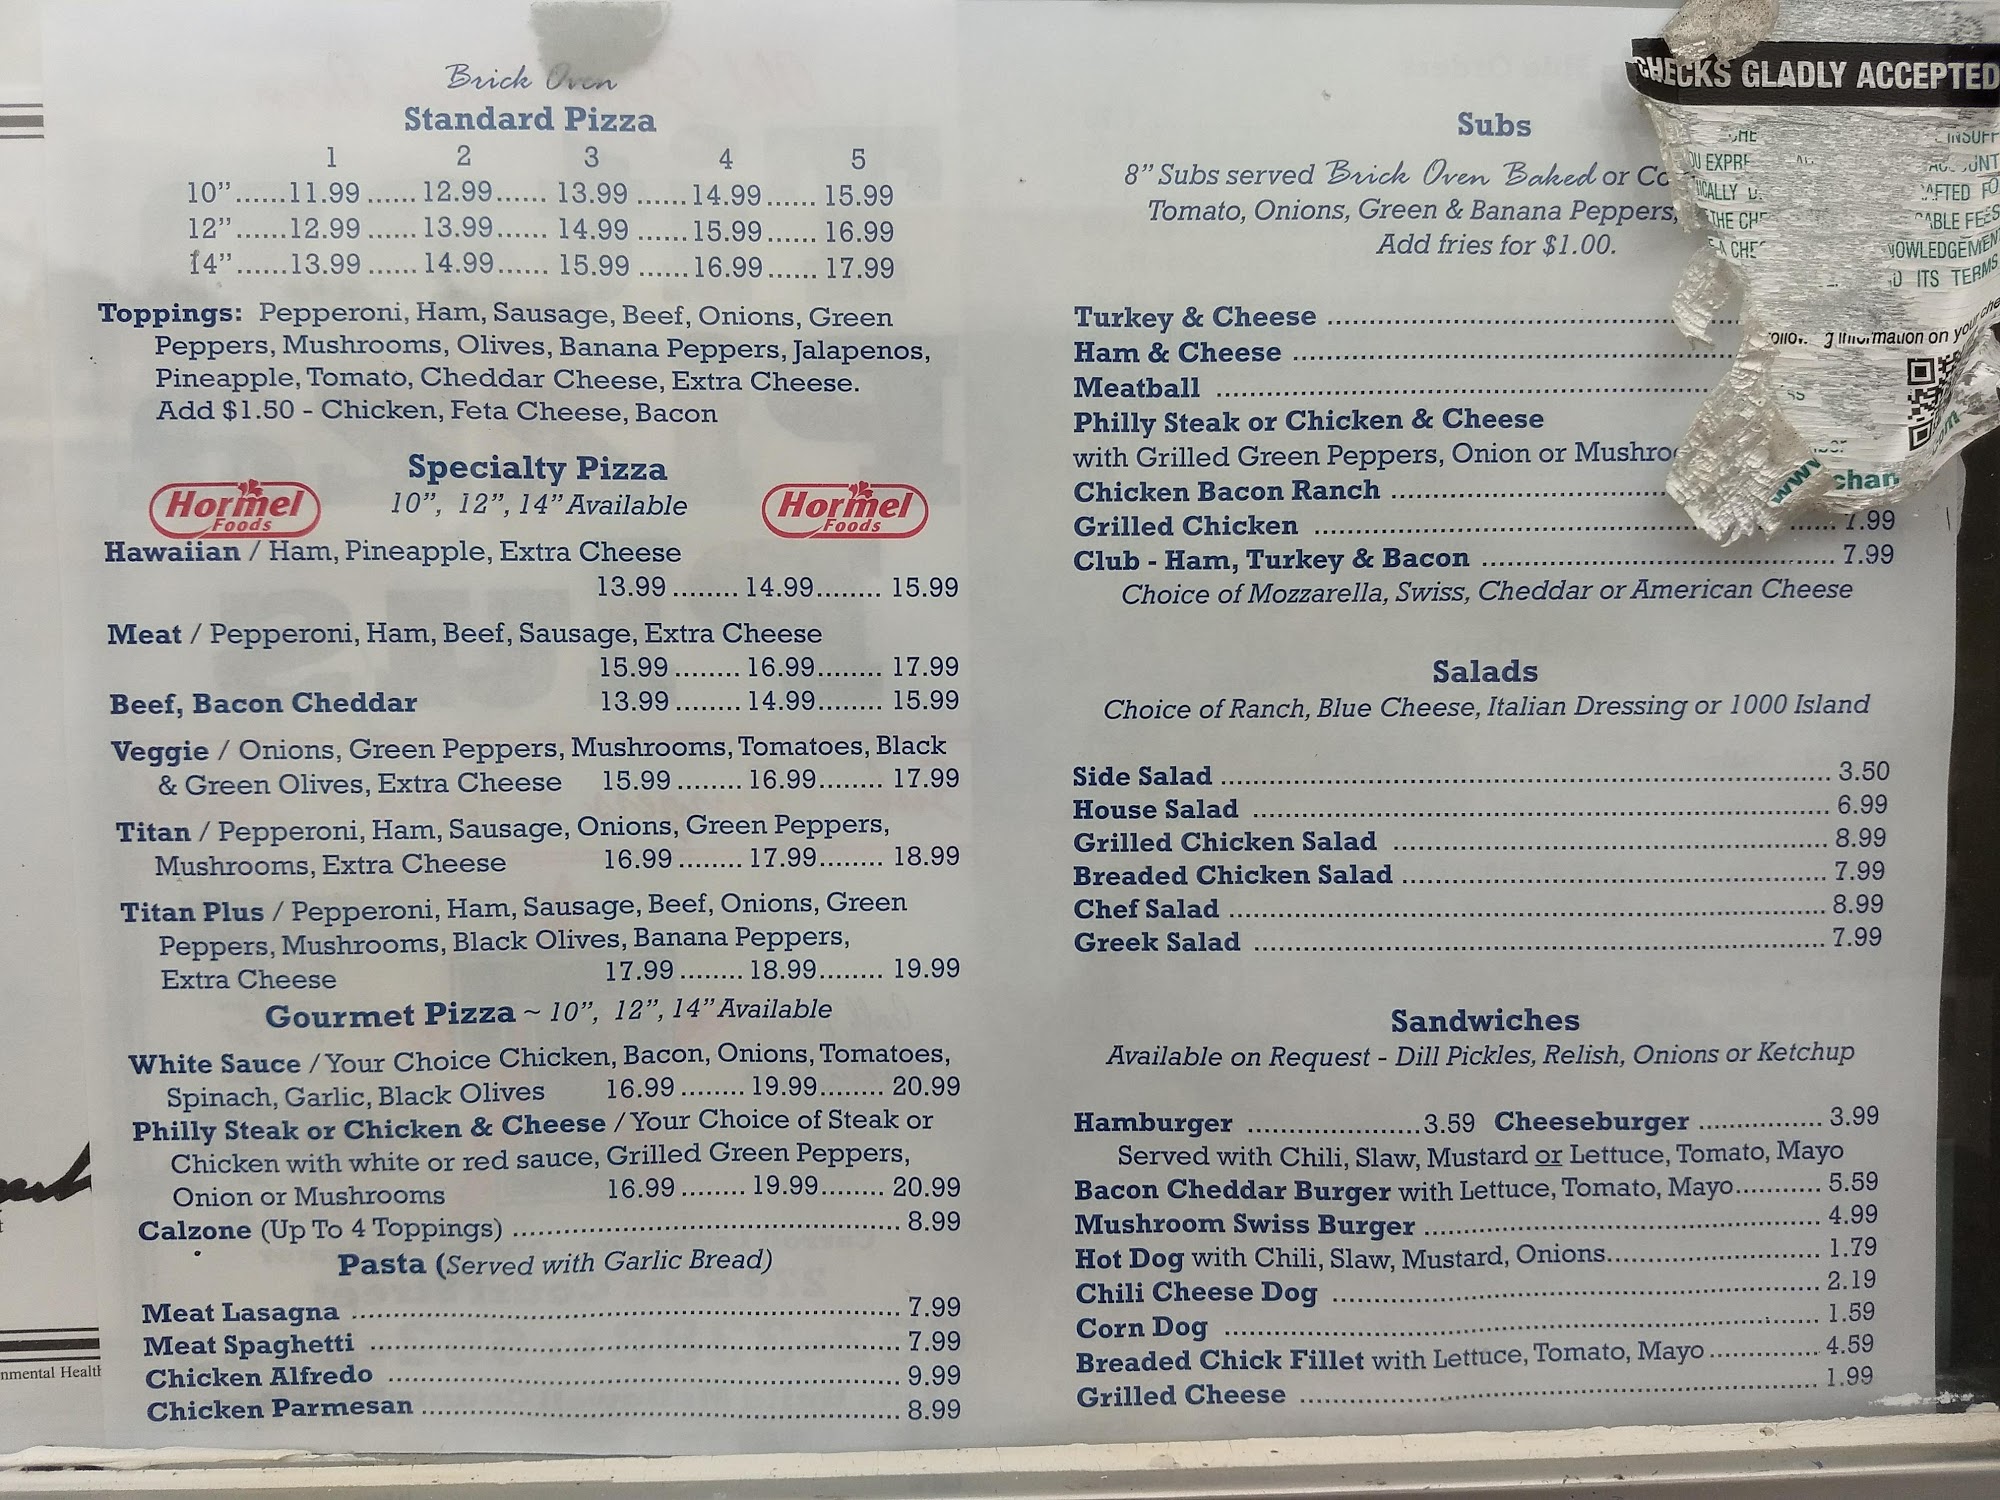 Brick Oven
Standard Pizza
1 2 3 4 5
10”......11.99......12.99......13.99......14.99......15.99
12”......12.99......13.99......14.99......15.99......16.99
14”......13.99......14.99......15.99......16.99......17.99
Toppings: Pepperoni, Ham, Sausage, Beef, Onions, Green
Peppers, Mushrooms, Olives, Banana Peppers, Jalapenos,
Pineapple, Tomato, Cheddar Cheese, Extra Cheese.
Add $1.50 - Chicken, Feta Cheese, Bacon
Specialty Pizza
10”, 12”, 14” Available
Hormel Foods
Hormel Foods
Hawaiian / Ham, Pineapple, Extra Cheese
13.99........14.99........15.99
Meat / Pepperoni, Ham, Beef, Sausage, Extra Cheese
15.99........16.99........17.99
Beef, Bacon Cheddar 13.99........14.99........15.99
Veggie / Onions, Green Peppers, Mushrooms, Tomatoes, Black
& Green Olives, Extra Cheese 15.99........16.99........17.99
Titan / Pepperoni, Ham, Sausage, Onions, Green Peppers,
Mushrooms, Extra Cheese 16.99........17.99........18.99
Titan Plus / Pepperoni, Ham, Sausage, Beef, Onions, Green
Peppers, Mushrooms, Black Olives, Banana Peppers,
Extra Cheese 17.99........18.99........19.99
Gourmet Pizza ~ 10”, 12”, 14” Available
White Sauce / Your Choice Chicken, Bacon, Onions, Tomatoes,
Spinach, Garlic, Black Olives 16.99........19.99........20.99
Philly Steak or Chicken & Cheese / Your Choice of Steak or
Chicken with white or red sauce, Grilled Green Peppers,
Onion or Mushrooms 16.99........19.99........20.99
Calzone (Up To 4 Toppings) ........ 8.99
Pasta (Served with Garlic Bread)
Meat Lasagna ........ 7.99
Meat Spaghetti ........ 7.99
Chicken Alfredo ........ 9.99
Chicken Parmesan ........ 8.99
Subs
8” Subs served Brick Oven Baked or
Tomato, Onions, Green & Banana Peppers,
Add fries for $1.00.
Turkey & Cheese ........
Ham & Cheese ........
Meatball ........
Philly Steak or Chicken & Cheese
with Grilled Green Peppers, Onion or
Chicken Bacon Ranch ........
Grilled Chicken ........ 7.99
Club - Ham, Turkey & Bacon ........ 7.99
Choice of Mozzarella, Swiss, Cheddar or American Cheese
Salads
Choice of Ranch, Blue Cheese, Italian Dressing or 1000 Island
Side Salad ........ 3.50
House Salad ........ 6.99
Grilled Chicken Salad ........ 8.99
Breaded Chicken Salad ........ 7.99
Chef Salad ........ 8.99
Greek Salad ........ 7.99
Sandwiches
Available on Request - Dill Pickles, Relish, Onions or Ketchup
Hamburger ........3.59 Cheeseburger ........ 3.99
Served with Chili, Slaw, Mustard or Lettuce, Tomato, Mayo
Bacon Cheddar Burger with Lettuce, Tomato, Mayo........ 5.59
Mushroom Swiss Burger ........ 4.99
Hot Dog with Chili, Slaw, Mustard, Onions........ 1.79
Chili Cheese Dog ........ 2.19
Corn Dog ........ 1.59
Breaded Chick Fillet with Lettuce, Tomato, Mayo........ 4.59
Grilled Cheese ........ 1.99
CHECKS GLADLY ACCEPTED
THE
ITS TERMS
on your
www
Health